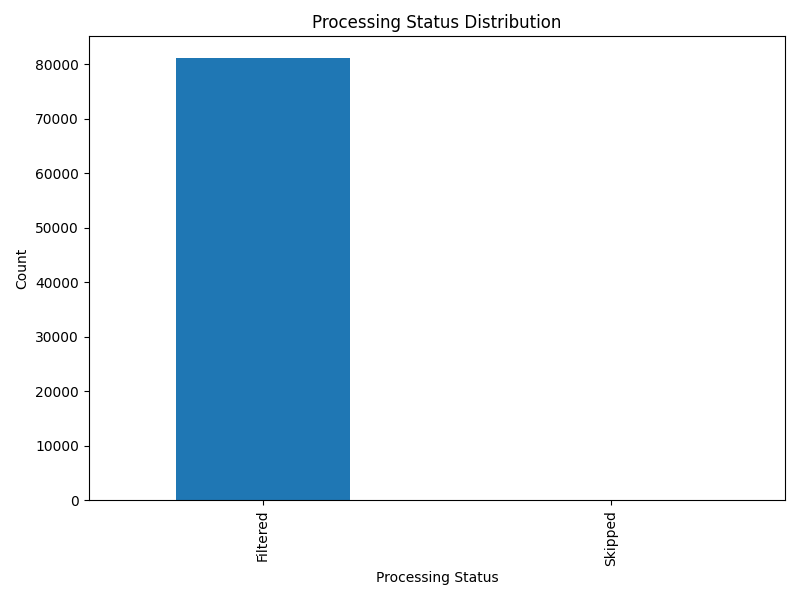 Processing Status Distribution
80000
70000
60000
50000
40000
30000
20000
10000
0
Count
Filtered
Skipped
Processing Status